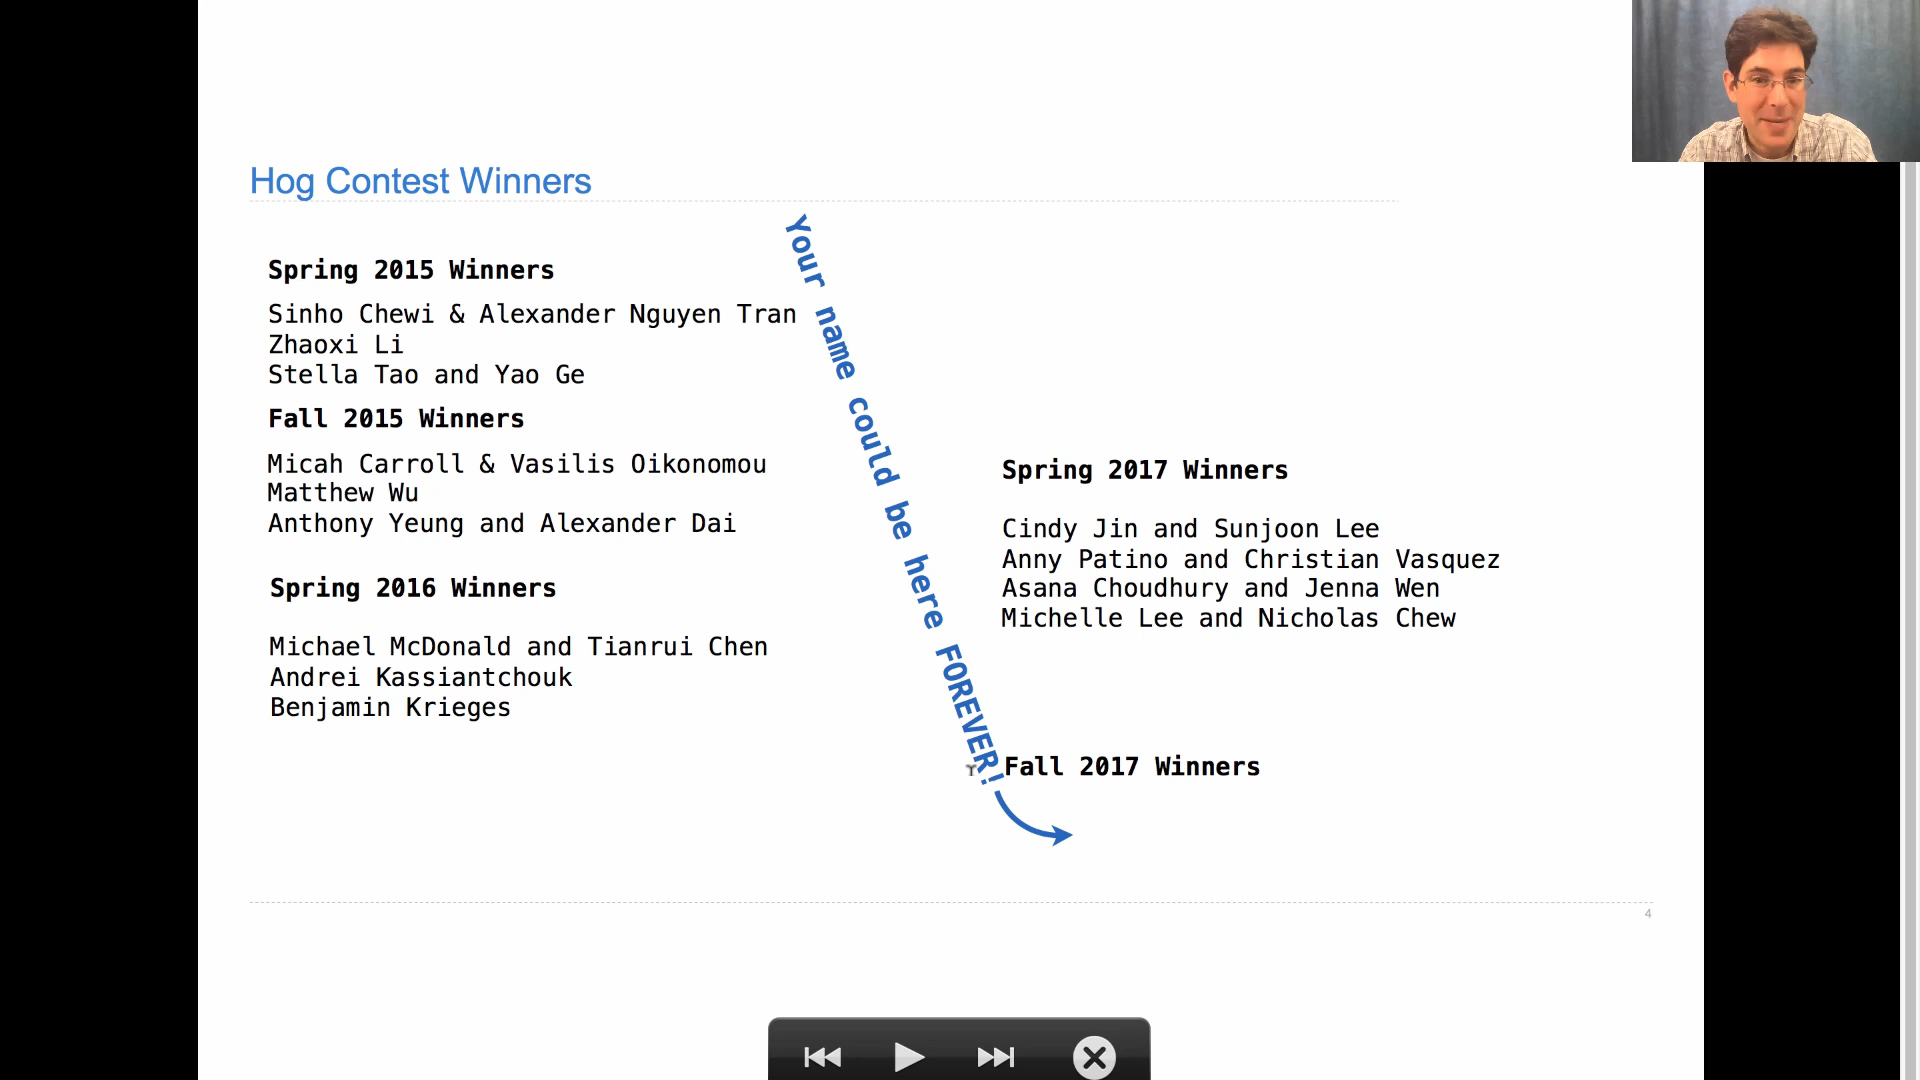 Hog Contest Winners
Spring 2015 Winners
Sinho Chewi & Alexander Nguyen Tran
Zhaoxi Li
Stella Tao and Yao Ge
Fall 2015 Winners
Micah Carroll & Vasilis Oikonomou
Matthew Wu
Anthony Yeung and Alexander Dai
Spring 2016 Winners
Michael McDonald and Tianrui Chen
Andrei Kassiantchouk
Benjamin Krieges
Your name could be here FOREVER!
Spring 2017 Winners
Cindy Jin and Sunjoon Lee
Anny Patino and Christian Vasquez
Asana Choudhury and Jenna Wen
Michelle Lee and Nicholas Chew
Fall 2017 Winners
4